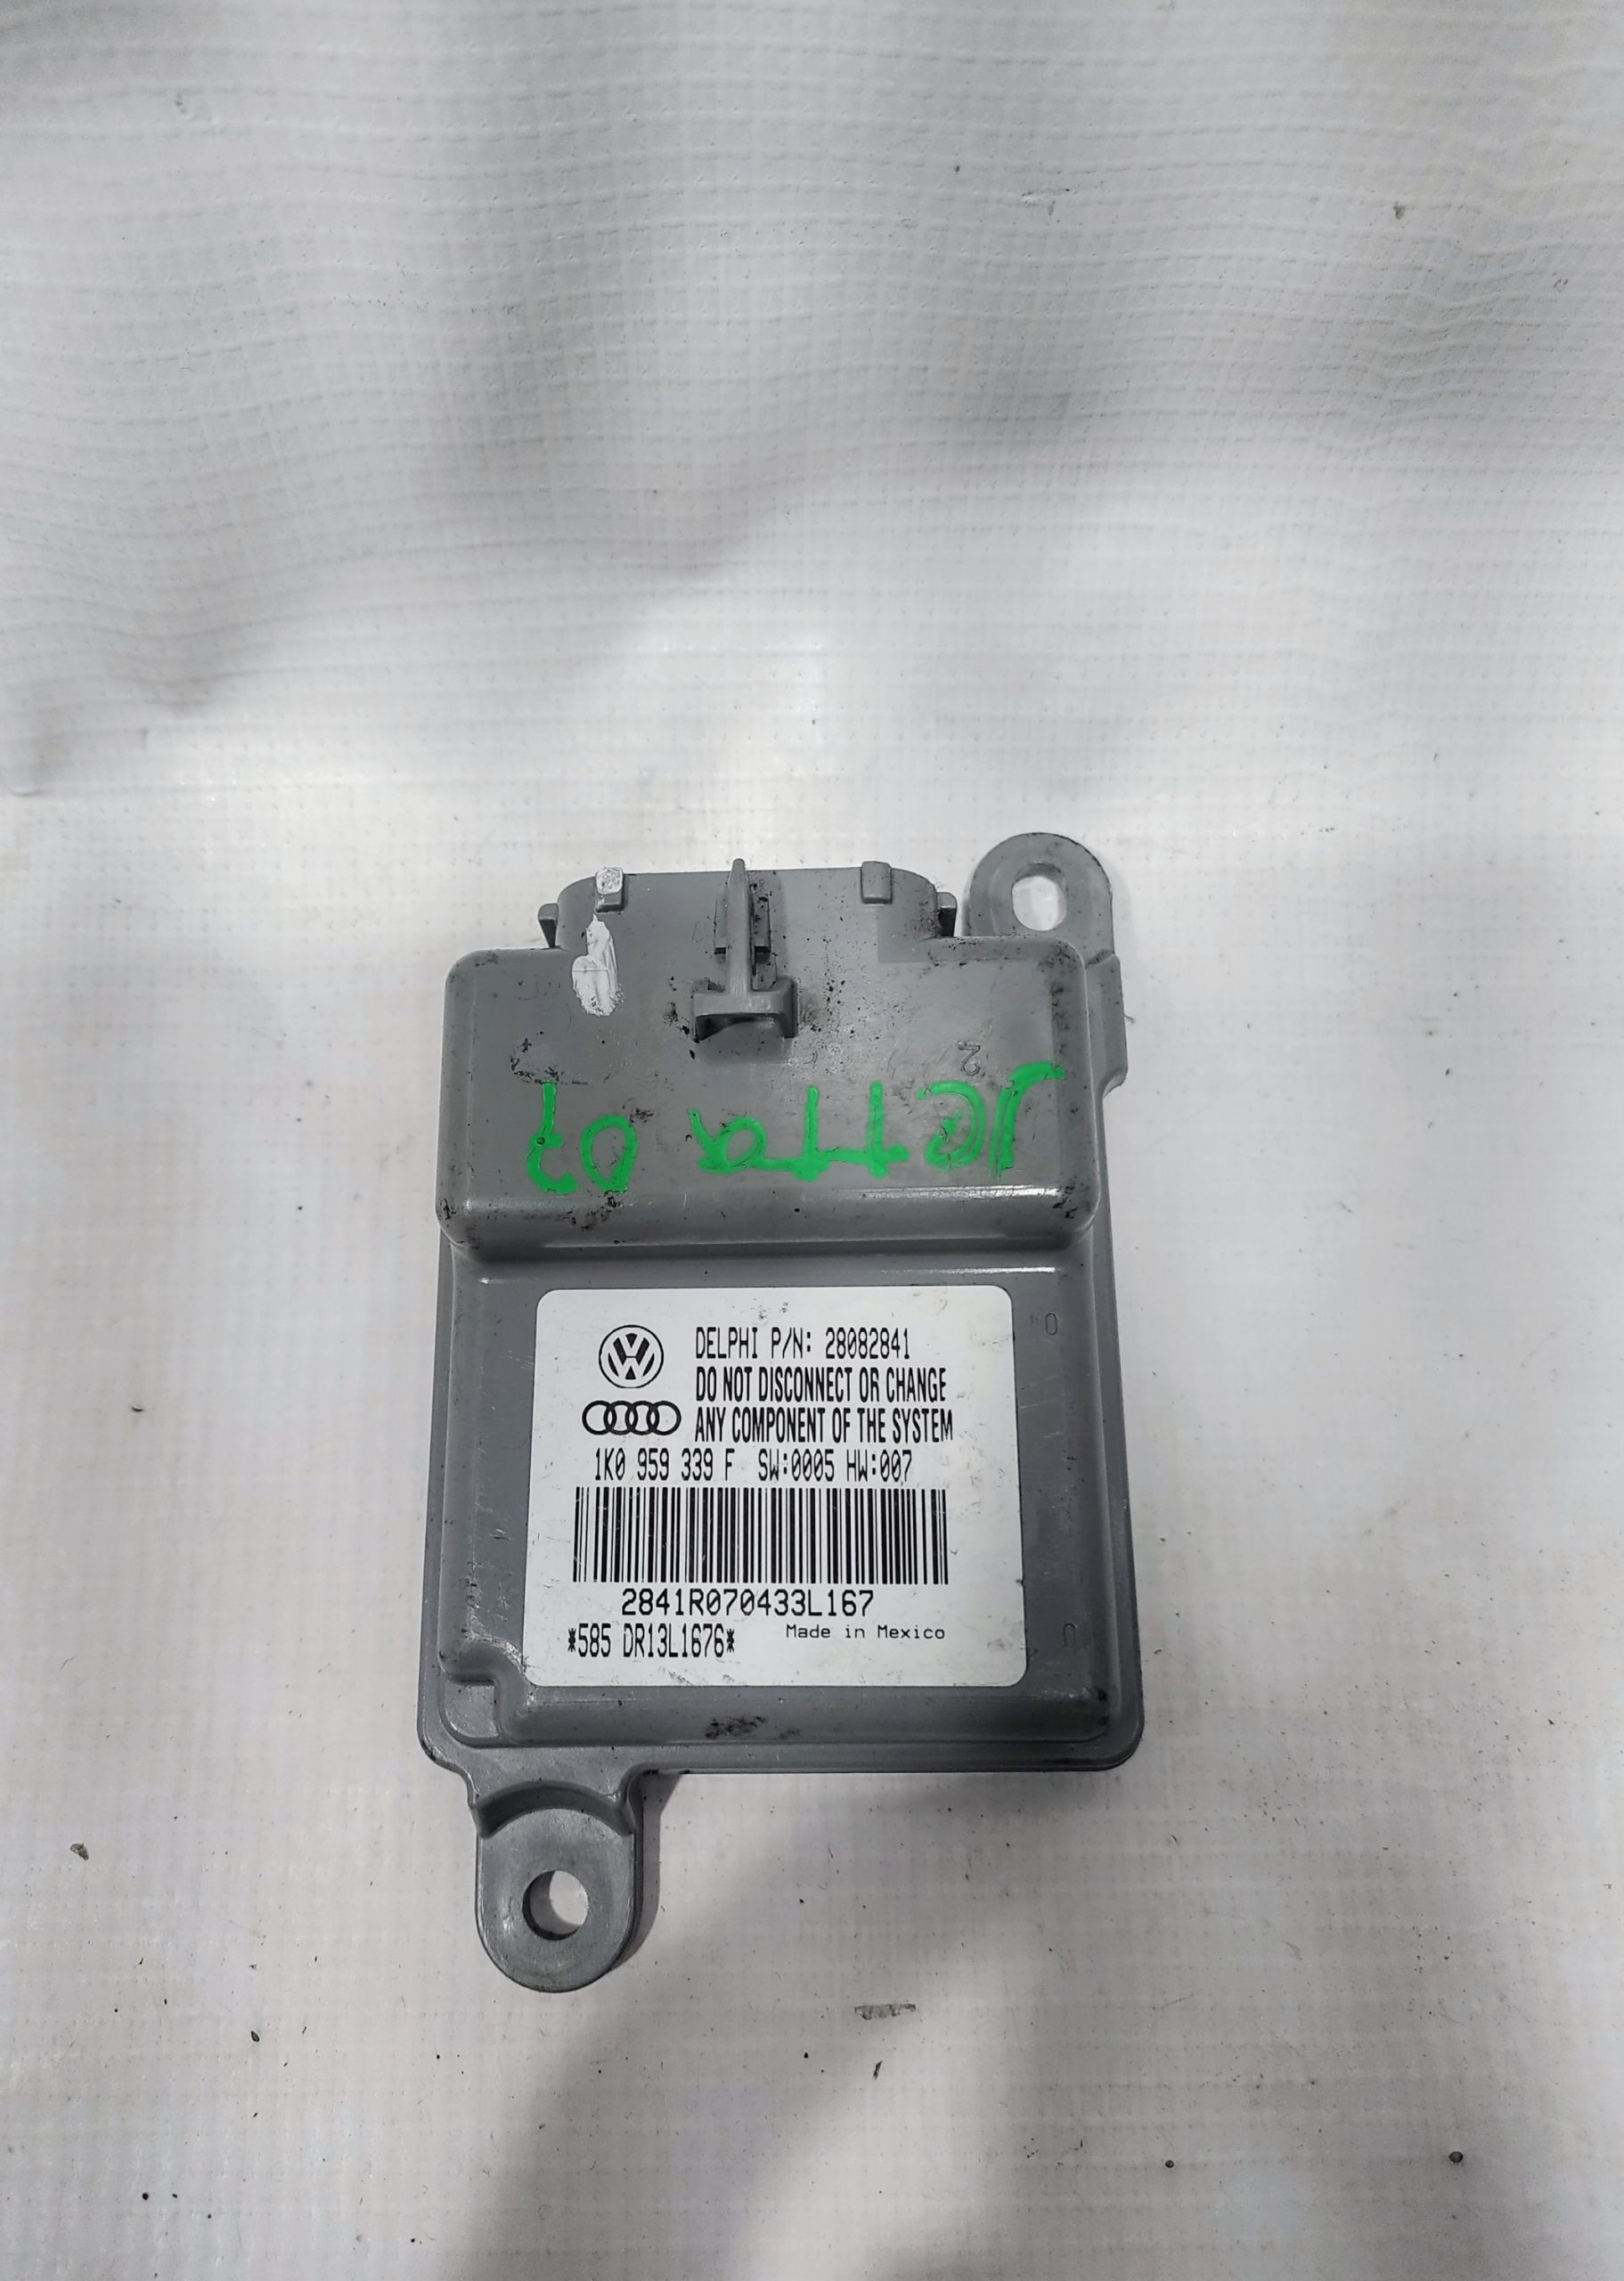 Jetta 07
2
DELPHI P/N: 28082841
DO NOT DISCONNECT OR CHANGE
ANY COMPONENT OF THE SYSTEM
1K0 959 339 F SW:0005 HW:007
2841R070433L167
*585 DR13L1676* Made in Mexico